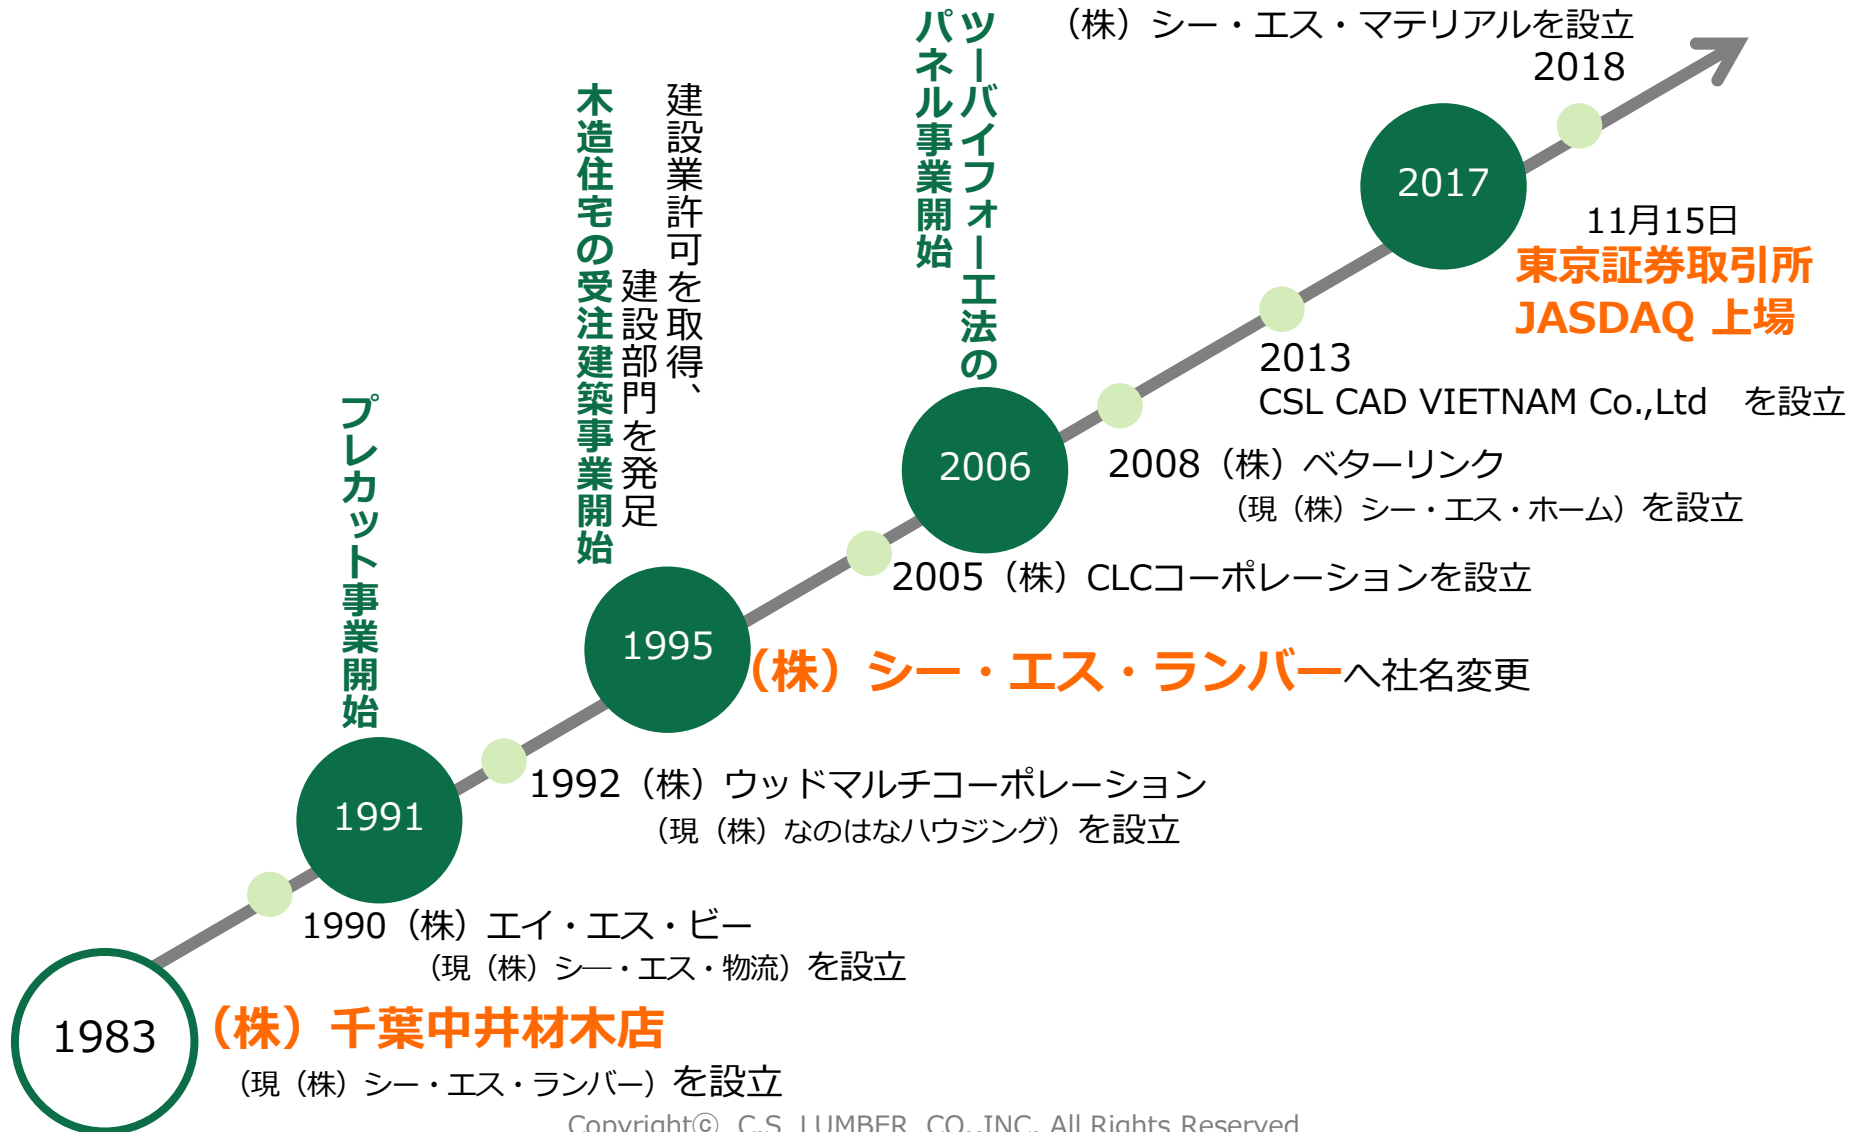 （株）シー・エス・マテリアルを設立
2018
2017
11月15日
東京証券取引所
JASDAQ 上場
2013
CSL CAD VIETNAM Co.,Ltd　を設立
ツーバイフォー工法の
パネル事業開始
2006
2008（株）ベターリンク
（現（株）シー・エス・ホーム）を設立
2005（株）CLCコーポレーションを設立
建設業許可を取得、
建設部門を発足
木造住宅の受注建築事業開始
1995
（株）シー・エス・ランバーへ社名変更
1992（株）ウッドマルチコーポレーション
（現（株）なのはなハウジング）を設立
プレカット事業開始
1991
1990（株）エイ・エス・ビー
（現（株）シ―・エス・物流）を設立
1983
（株）千葉中井材木店
（現（株）シー・エス・ランバー）を設立
Copyrightⓒ C.S. LUMBER CO.,INC. All Rights Reserved